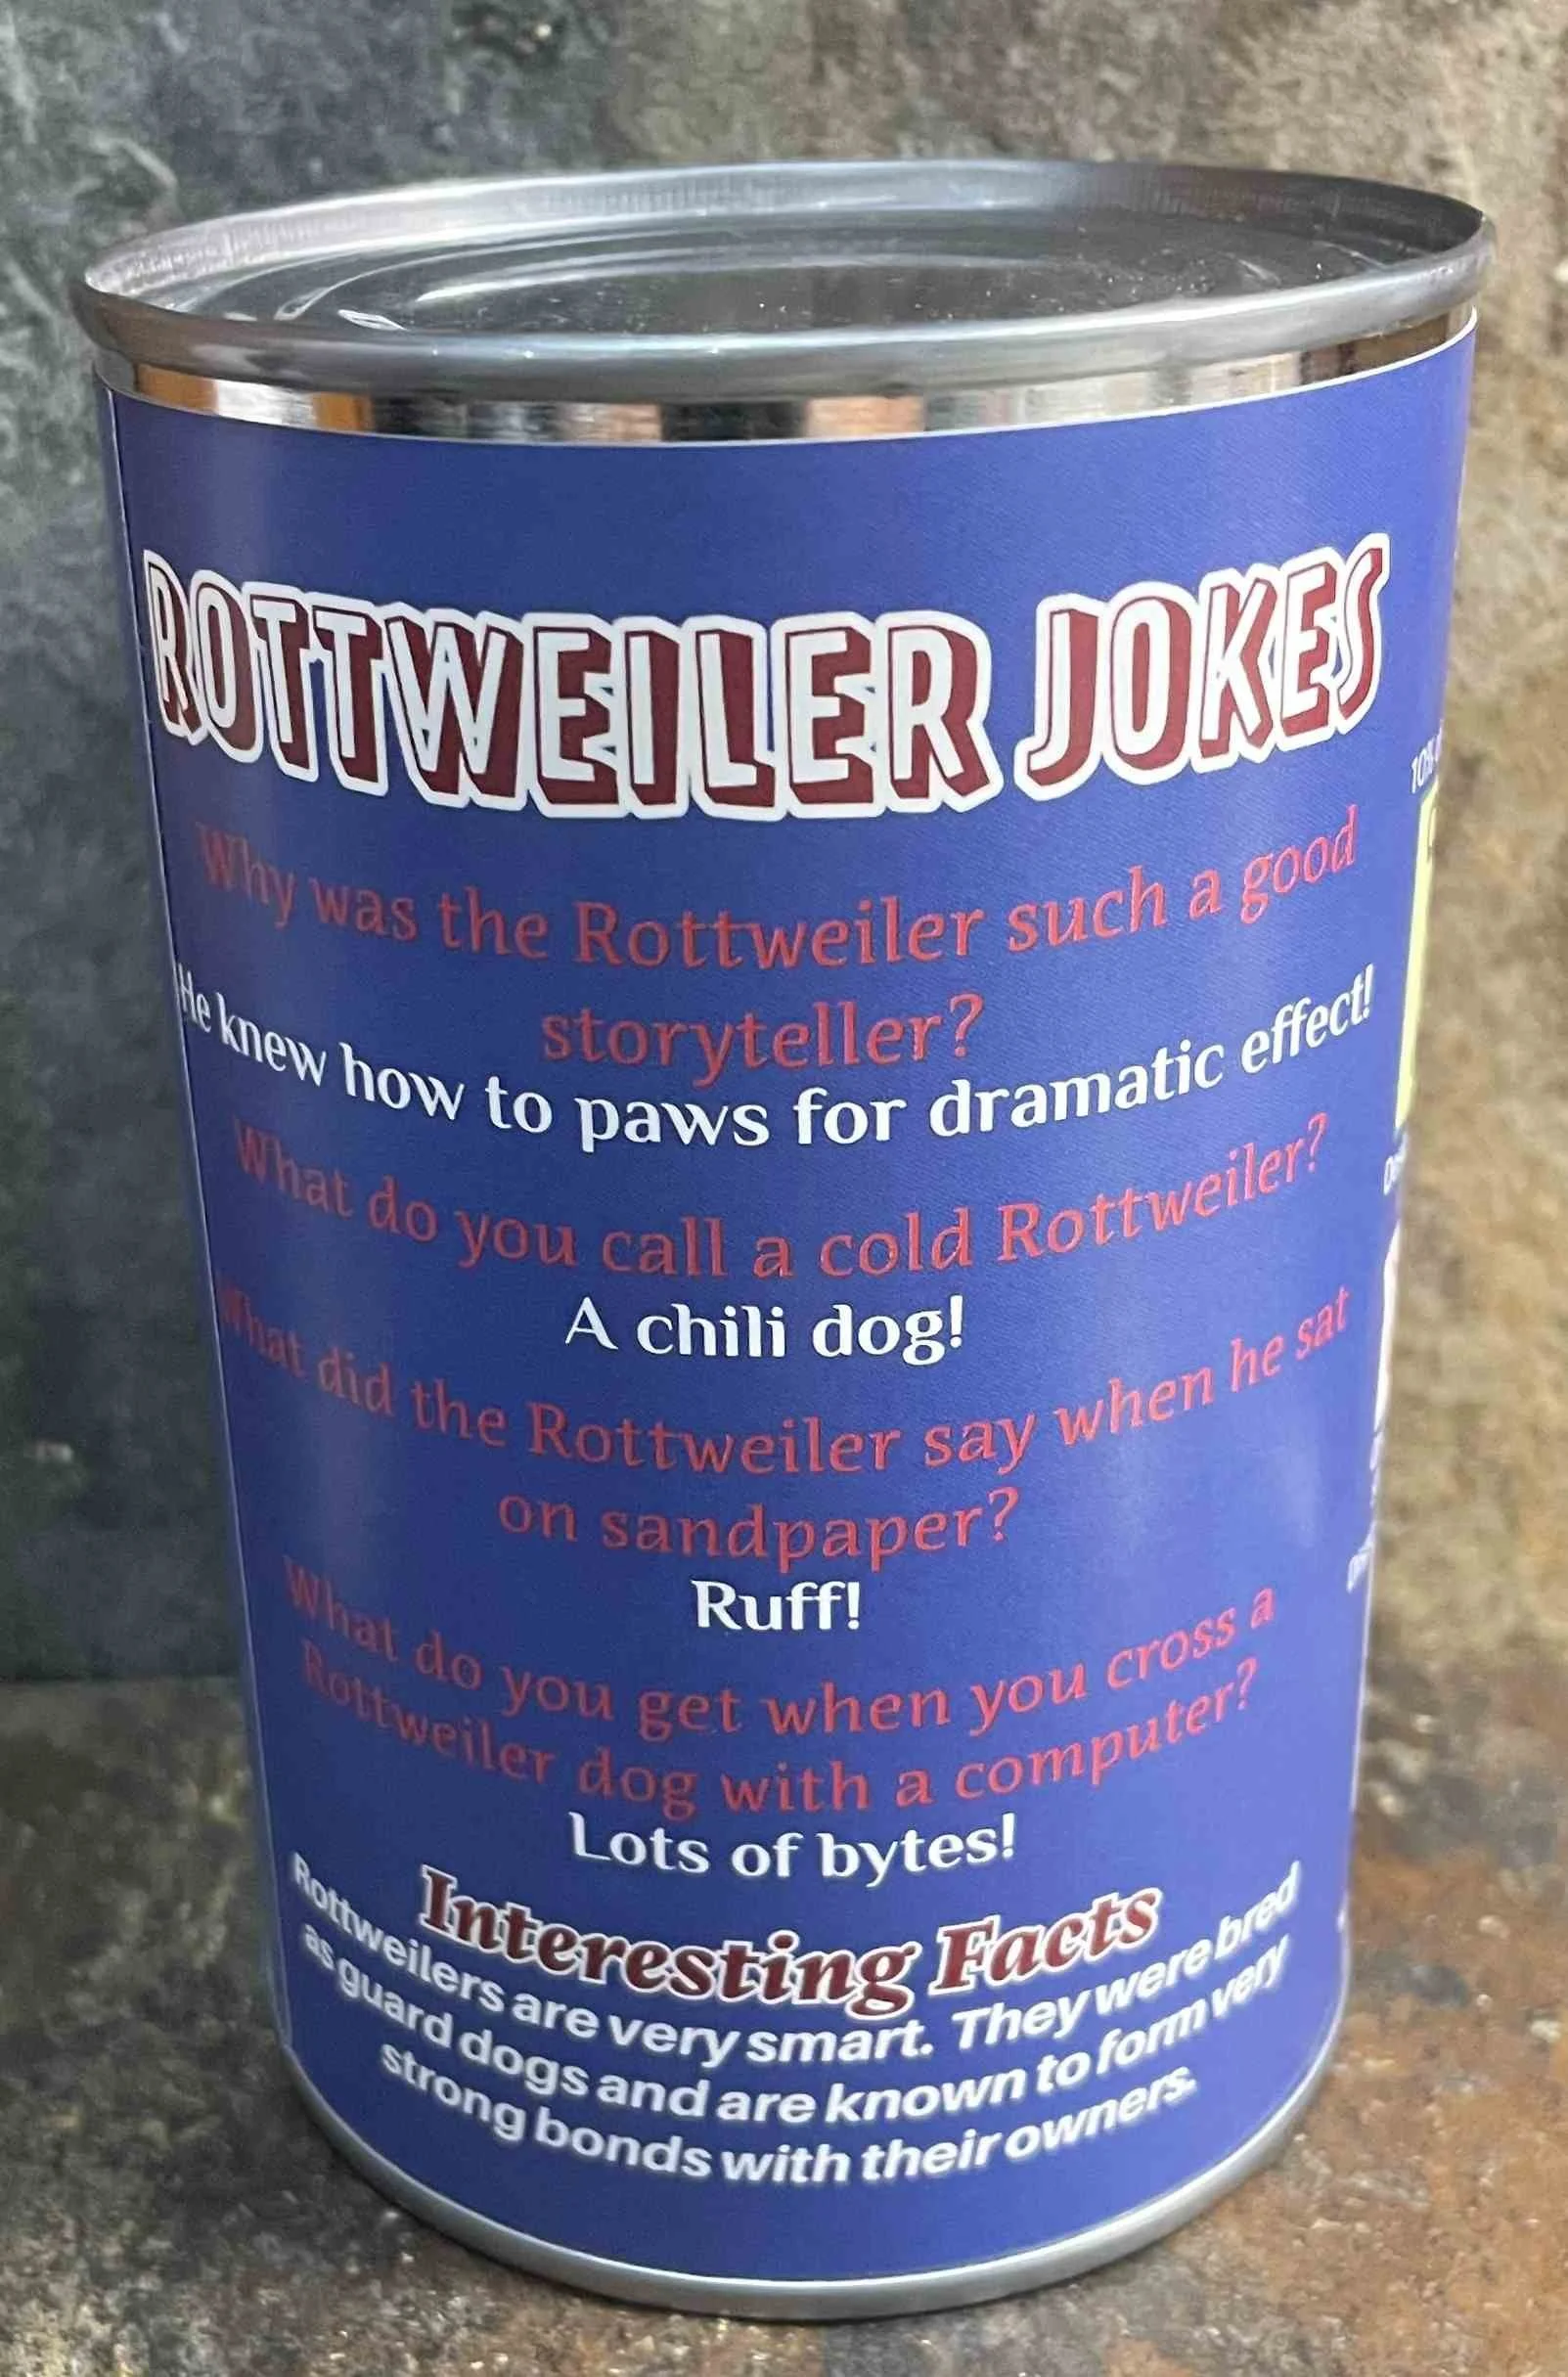 ROTTWEILER JOKES
Why was the Rottweiler such a good
storyteller?
He knew how to paws for dramatic effect!
What do you call a cold Rottweiler?
A chili dog!
What did the Rottweiler say when he sat
on sandpaper?
Ruff!
What do you get when you cross a
Rottweiler dog with a computer?
Lots of bytes!
Interesting Facts
Rottweilers are very smart. They were bred
as guard dogs and are known to form very
strong bonds with their owners.